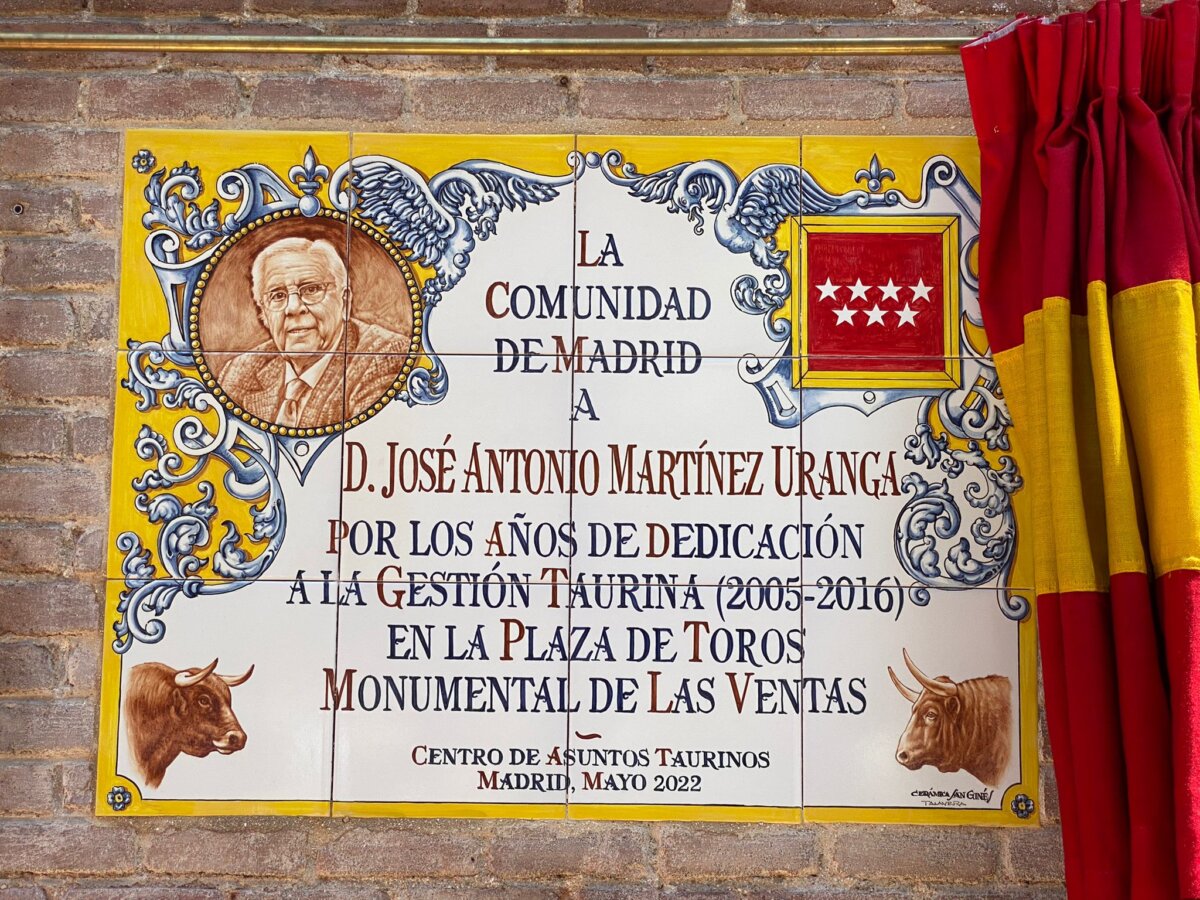 LA
COMUNIDAD
DE MADRID
A
D. JOSÉ ANTONIO MARTÍNEZ URANGA
POR LOS AÑOS DE DEDICACIÓN
A LA GESTIÓN TAURINA (2005-2016)
EN LA PLAZA DE TOROS
MONUMENTAL DE LAS VENTAS
~
CENTRO DE ASUNTOS TAURINOS
MADRID, MAYO 2022
CERÁMICA SAN GINÉS
TALAVERA